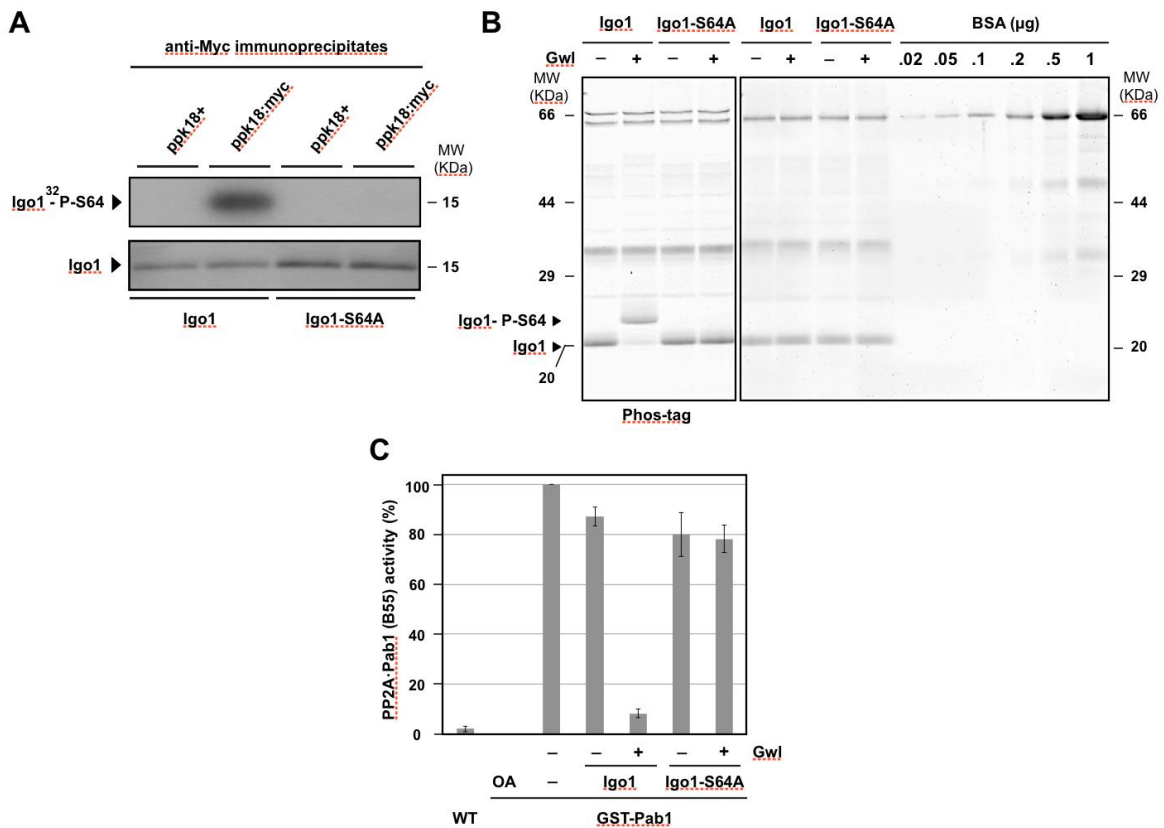 A
anti-Myc immunoprecipitates
ppk18+ ppk18:myc ppk18+ ppk18:myc
MW
(KDa)
Igo1-32P-S64 15
Igo1 15
Igo1 Igo1-S64A
B
Igo1 Igo1-S64A Igo1 Igo1-S64A BSA (µg)
Gwl – + – + – + – + .02 .05 .1 .2 .5 1
MW
(KDa)
MW
(KDa)
66 66
44 44
29 29
Igo1- P-S64
Igo1 20
20
Phos-tag
C
PP2A·Pab1 (B55) activity (%)
100
80
60
40
20
0
– – + – + Gwl
OA – Igo1 Igo1-S64A
WT GST-Pab1